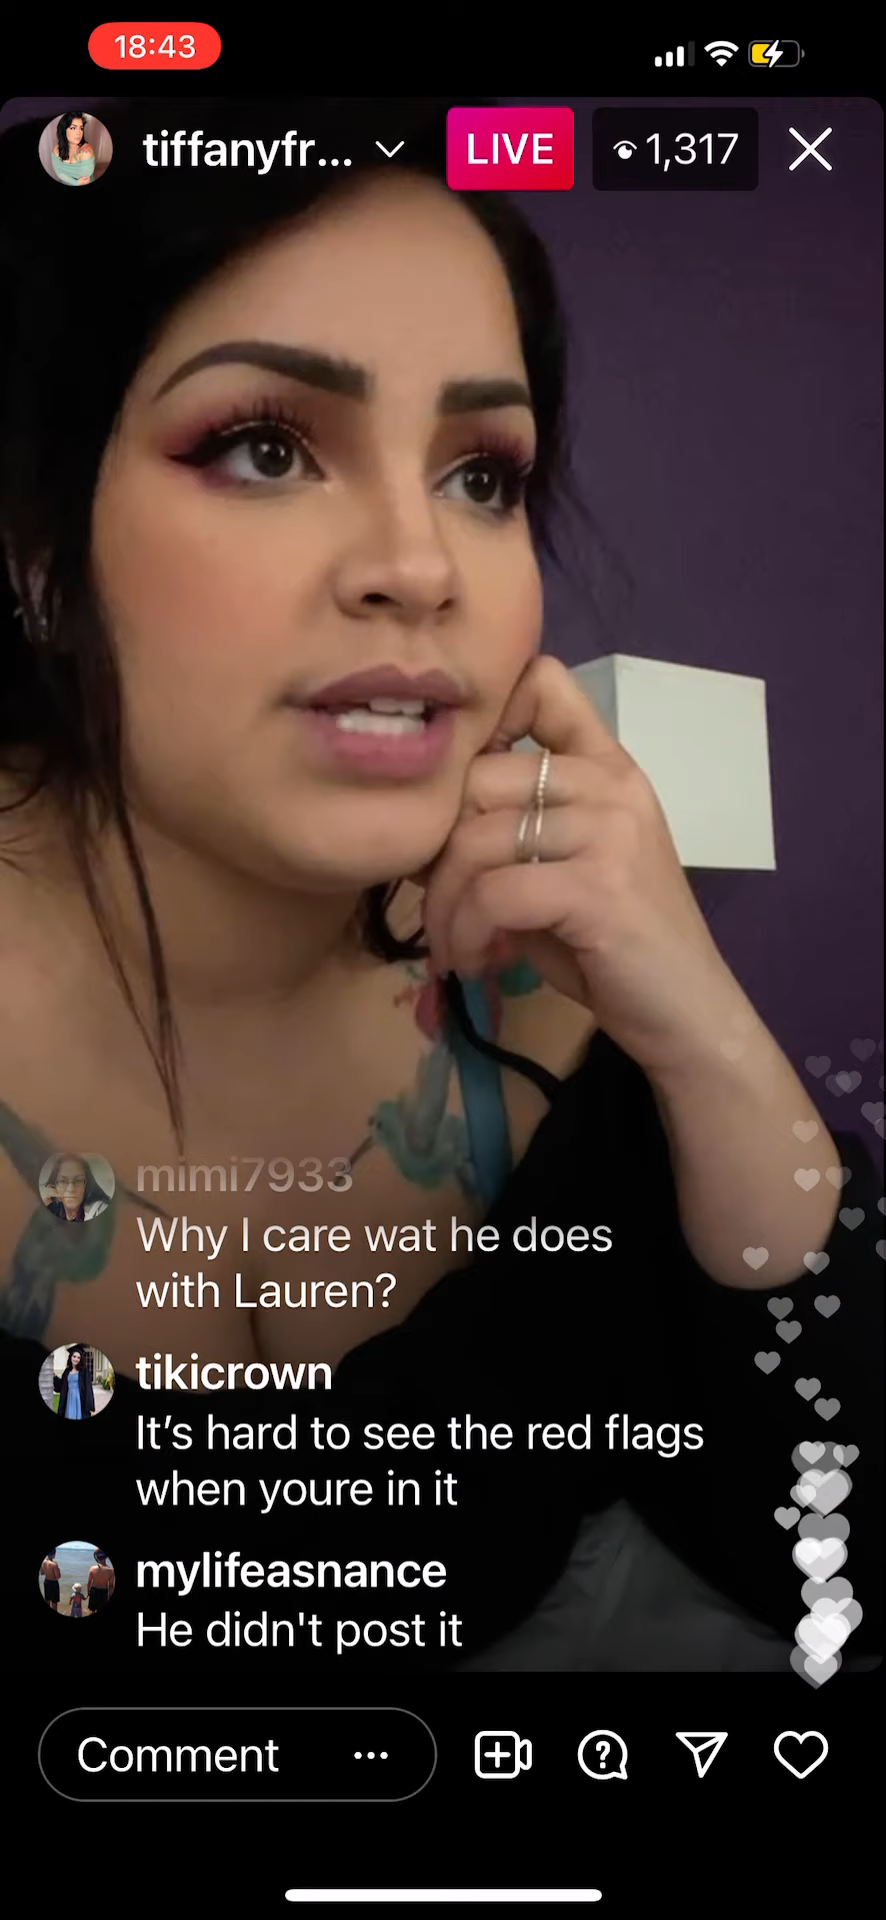 18:43
tiffanyfr...
LIVE
1,317
mimi7933
Why I care wat he does
with Lauren?
tikicrown
It’s hard to see the red flags
when youre in it
mylifeasnance
He didn't post it
Comment